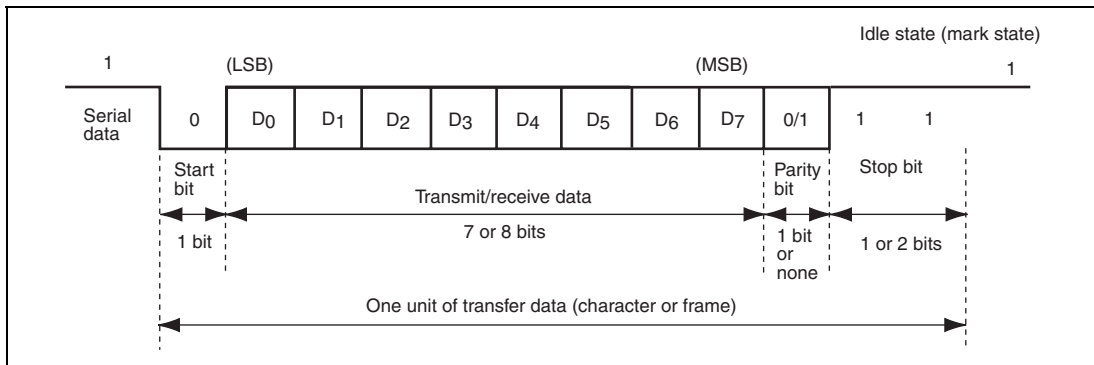 Idle state (mark state)
1
(LSB)
(MSB)
1
Serial
data
0
D0
D1
D2
D3
D4
D5
D6
D7
0/1
1
1
Start
bit
Parity
bit
Stop bit
Transmit/receive data
1 bit
7 or 8 bits
1 bit
or
none
1 or 2 bits
One unit of transfer data (character or frame)